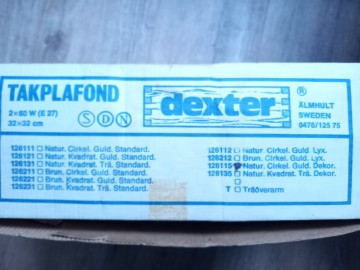 TAKPLAFOND
2×60 W (E 27)
32×32 cm
S D N
dexter ®
ÄLMHULT
SWEDEN
0476/125 75
126111 Natur. Cirkel. Guld. Standard.
126121 Natur. Kvadrat. Guld. Standard.
126131 Natur. Kvadrat. Trä. Standard.
126211 Brun. Cirkel. Guld. Standard.
126221 Brun. Kvadrat. Guld. Standard.
126231 Brun. Kvadrat. Trä. Standard.
126112 Natur. Cirkel. Guld. Lyx.
126212 Brun. Cirkel. Guld. Lyx.
126115 Natur. Cirkel. Guld. Dekor.
126135 Natur. Kvadrat. Trä. Dekor.
T Träöverarm